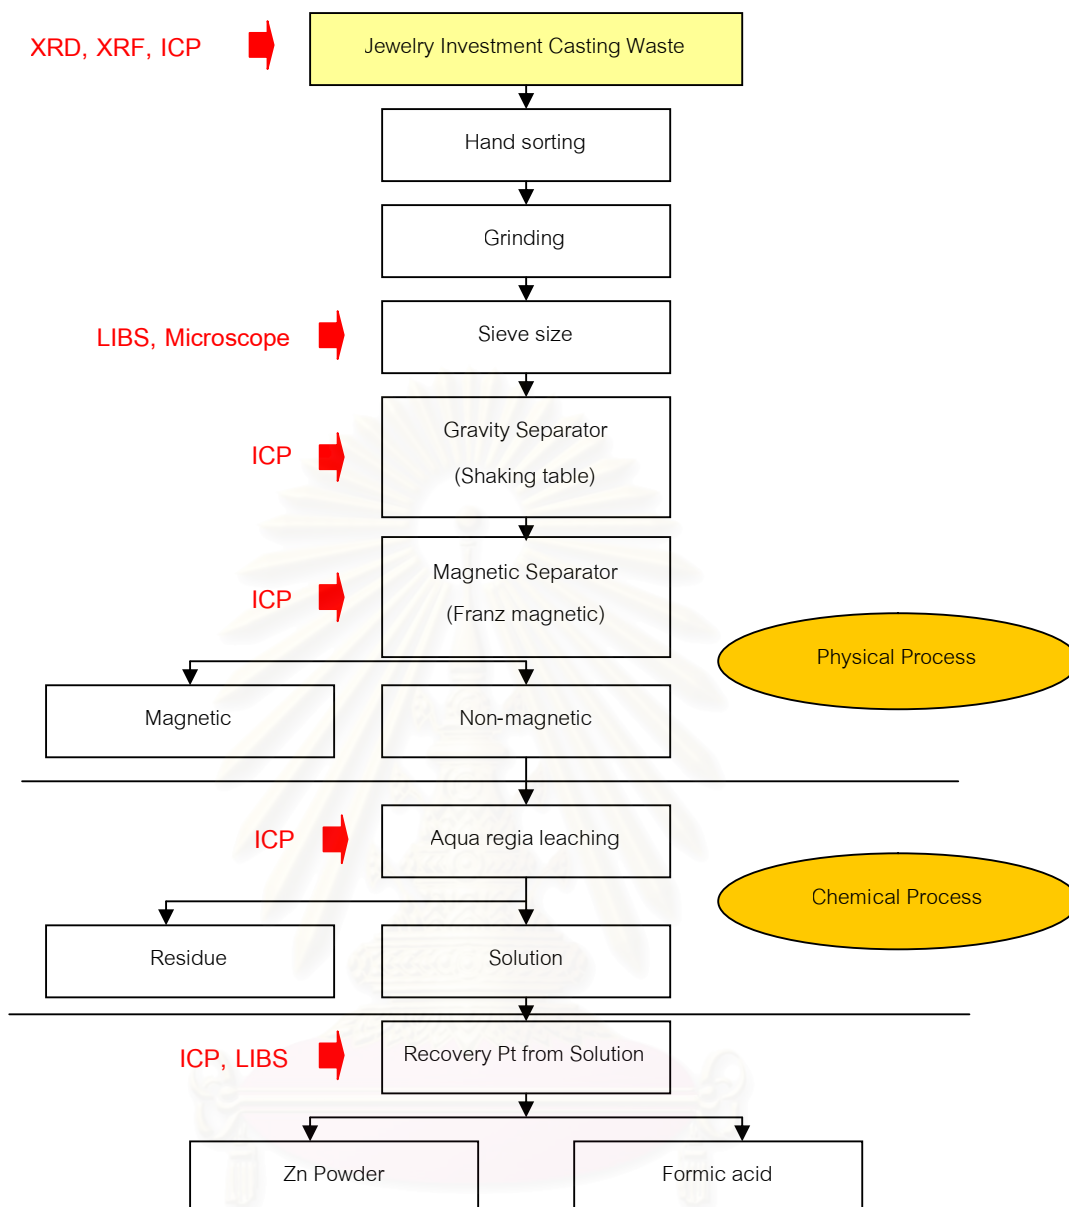 XRD, XRF, ICP
Jewelry Investment Casting Waste
Hand sorting
Grinding
LIBS, Microscope
Sieve size
ICP
Gravity Separator
(Shaking table)
ICP
Magnetic Separator
(Franz magnetic)
Physical Process
Magnetic
Non-magnetic
ICP
Aqua regia leaching
Chemical Process
Residue
Solution
ICP, LIBS
Recovery Pt from Solution
Zn Powder
Formic acid